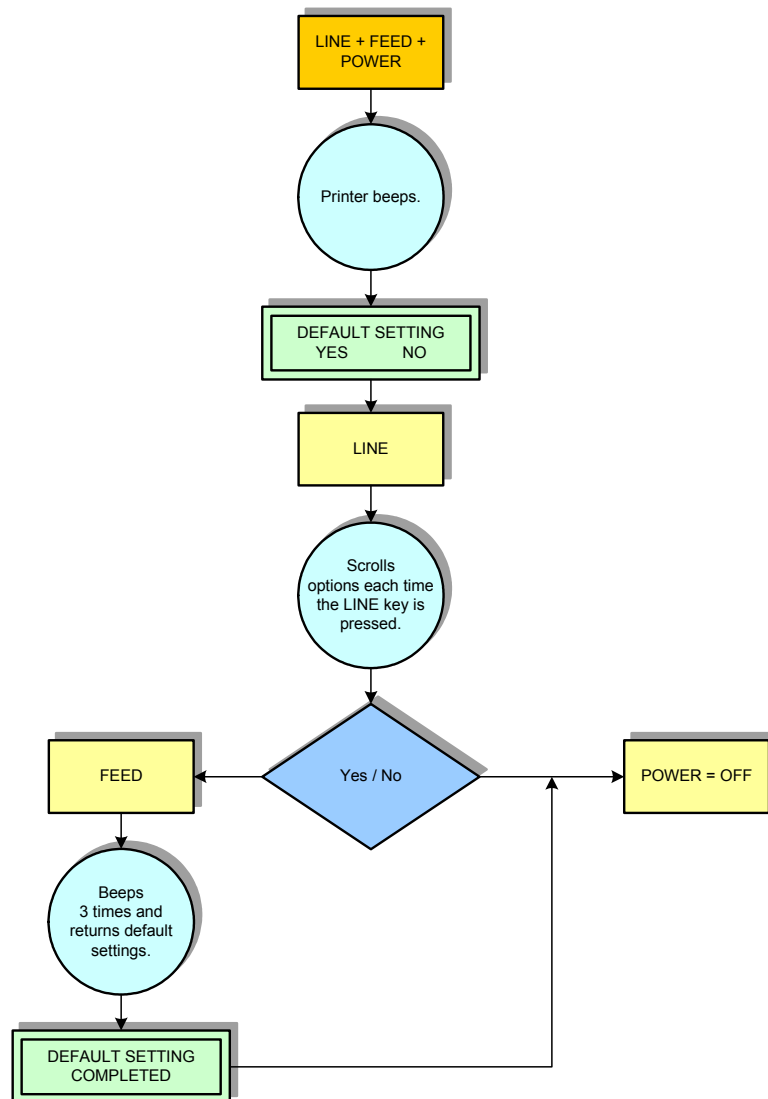 LINE + FEED +
POWER
Printer beeps.
DEFAULT SETTING
YES NO
LINE
Scrolls
options each time
the LINE key is
pressed.
Yes / No
FEED
POWER = OFF
Beeps
3 times and
returns default
settings.
DEFAULT SETTING
COMPLETED